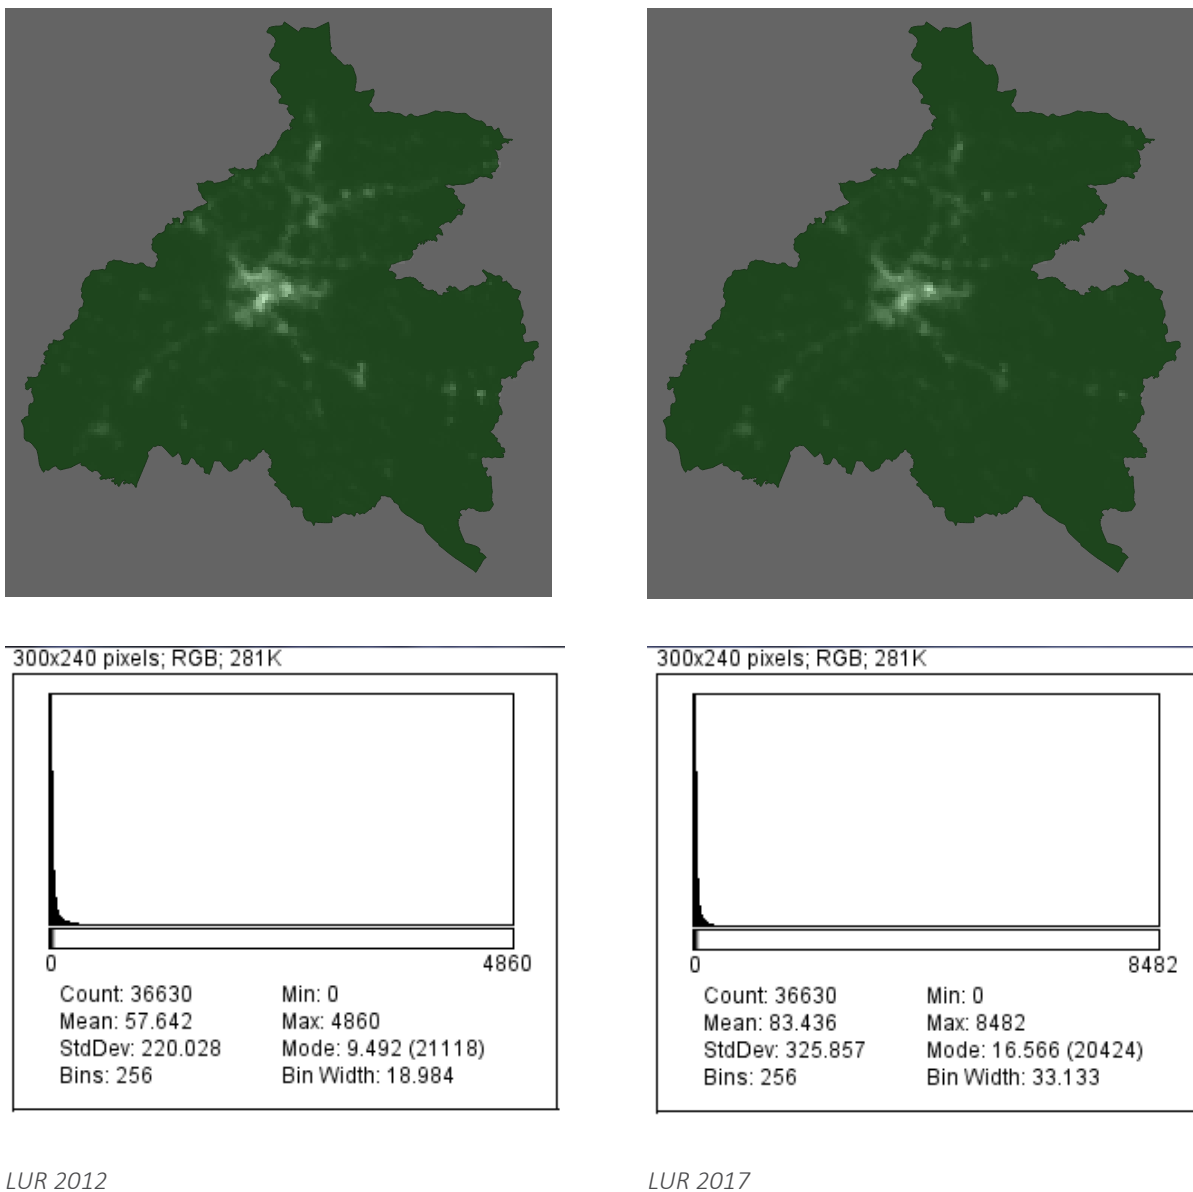 300x240 pixels; RGB; 281K
0 4860
Count: 36630 Min: 0
Mean: 57.642 Max: 4860
StdDev: 220.028 Mode: 9.492 (21118)
Bins: 256 Bin Width: 18.984
LUR 2012
300x240 pixels; RGB; 281K
0 8482
Count: 36630 Min: 0
Mean: 83.436 Max: 8482
StdDev: 325.857 Mode: 16.566 (20424)
Bins: 256 Bin Width: 33.133
LUR 2017